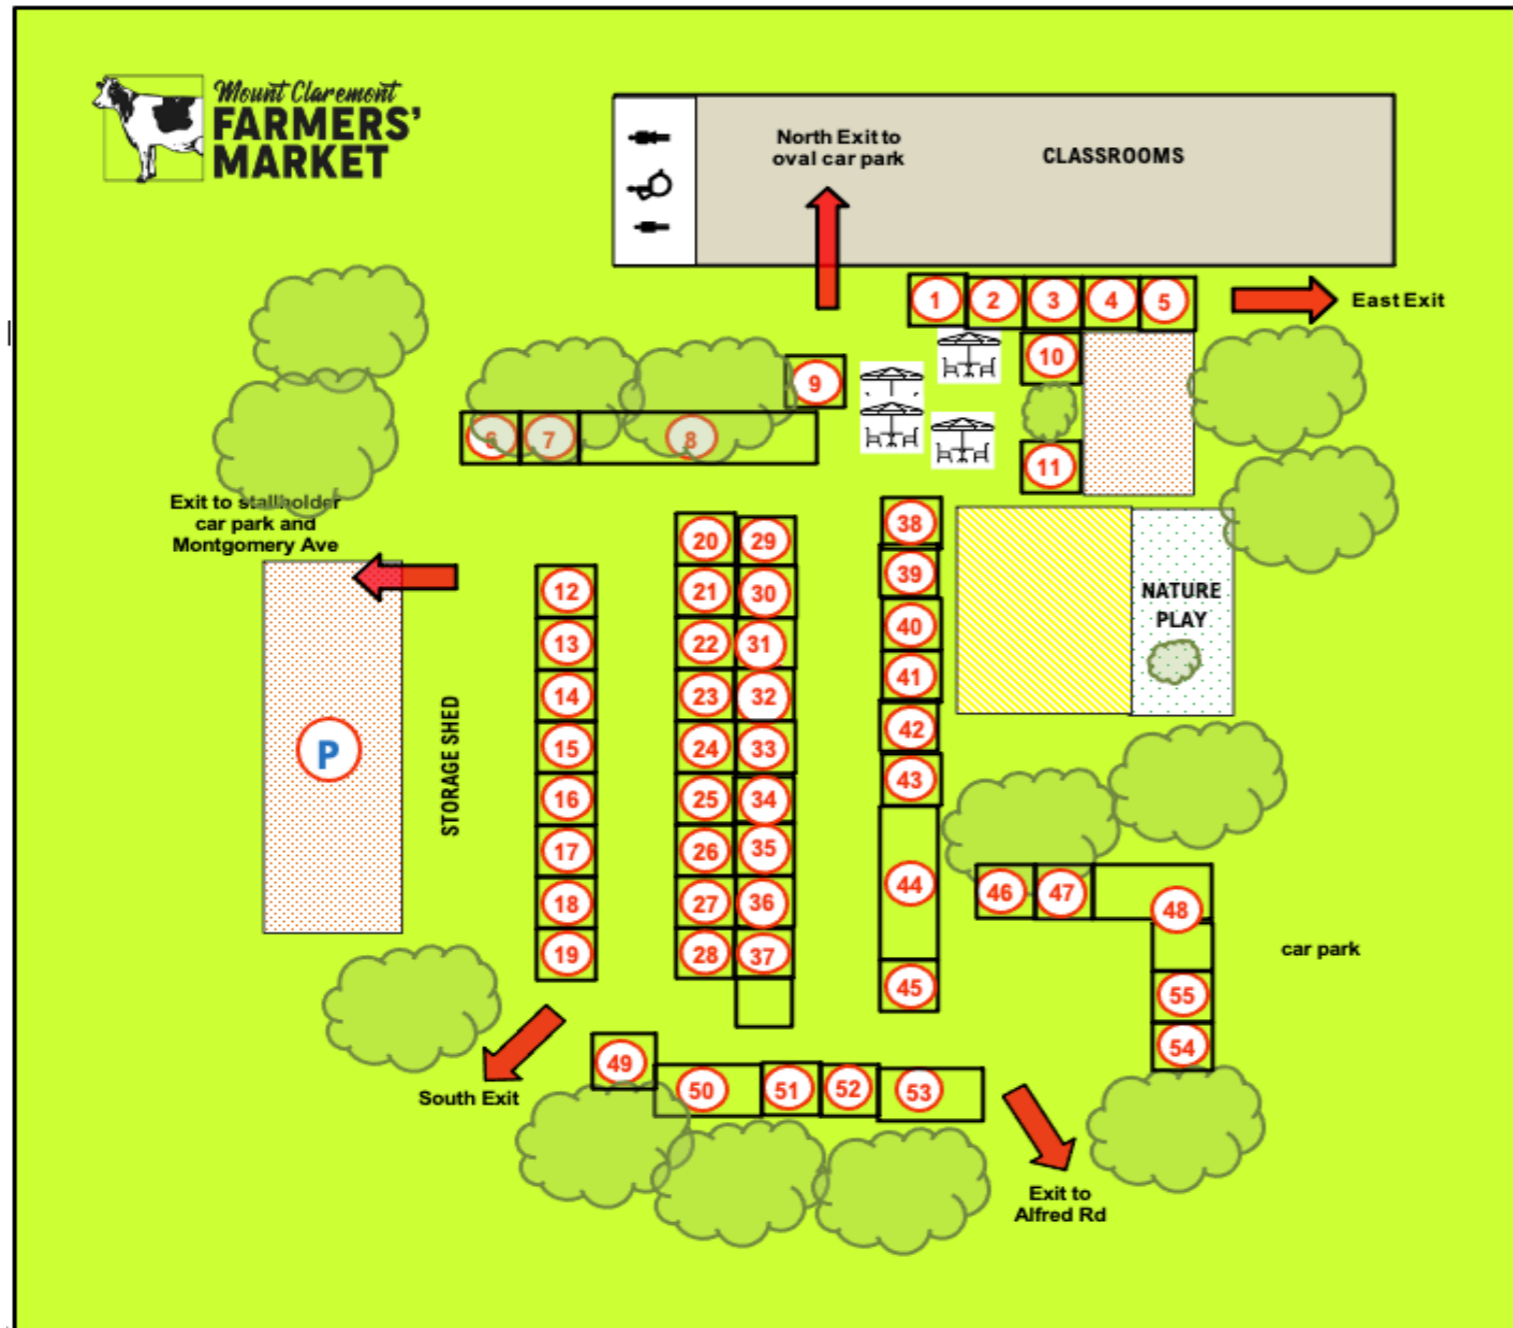 Mount Claremont
FARMERS'
MARKET
North Exit to
oval car park
CLASSROOMS
1 2 3 4 5
East Exit
10
9
6 7 8
11
Exit to stallholder
car park and
Montgomery Ave
38
20 29
39
12 21 30
NATURE
PLAY
40
13 22 31
41
14 23 32
42
P
STORAGE SHED
15 24 33
43
16 25 34
17 26 35
44
46 47
48
18 27 36
car park
19 28 37
45
55
54
49
50 51 52 53
South Exit
Exit to
Alfred Rd